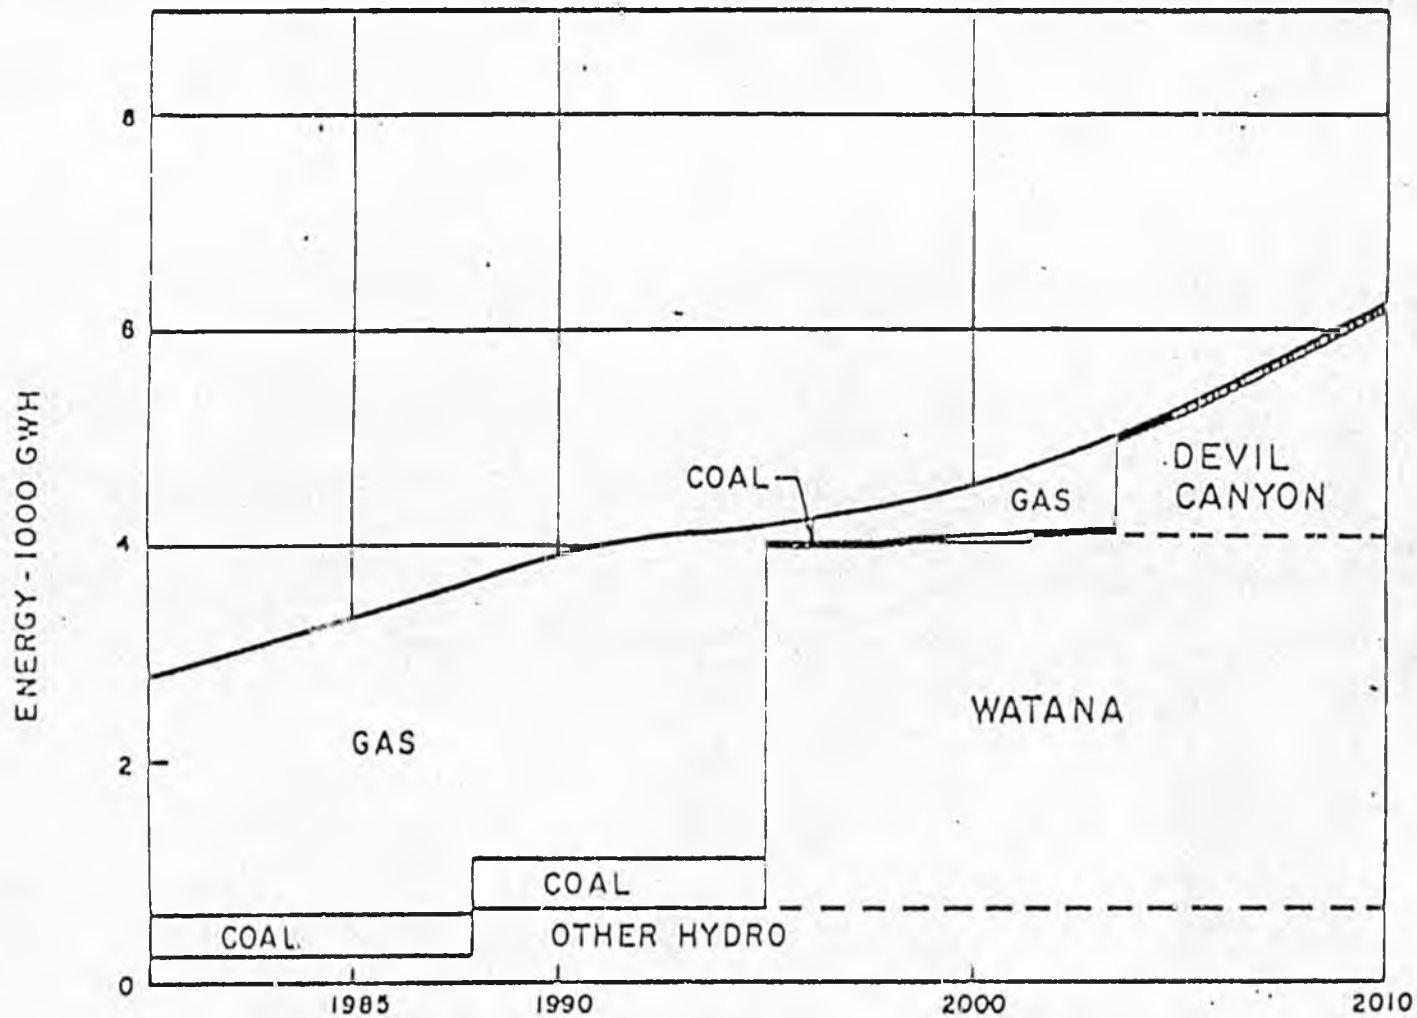 8
6
ENERGY-1000 GWH
COAL
GAS
DEVIL
CANYON
4
WATANA
GAS
2
COAL
COAL
OTHER HYDRO
0
1985
1990
2000
2010